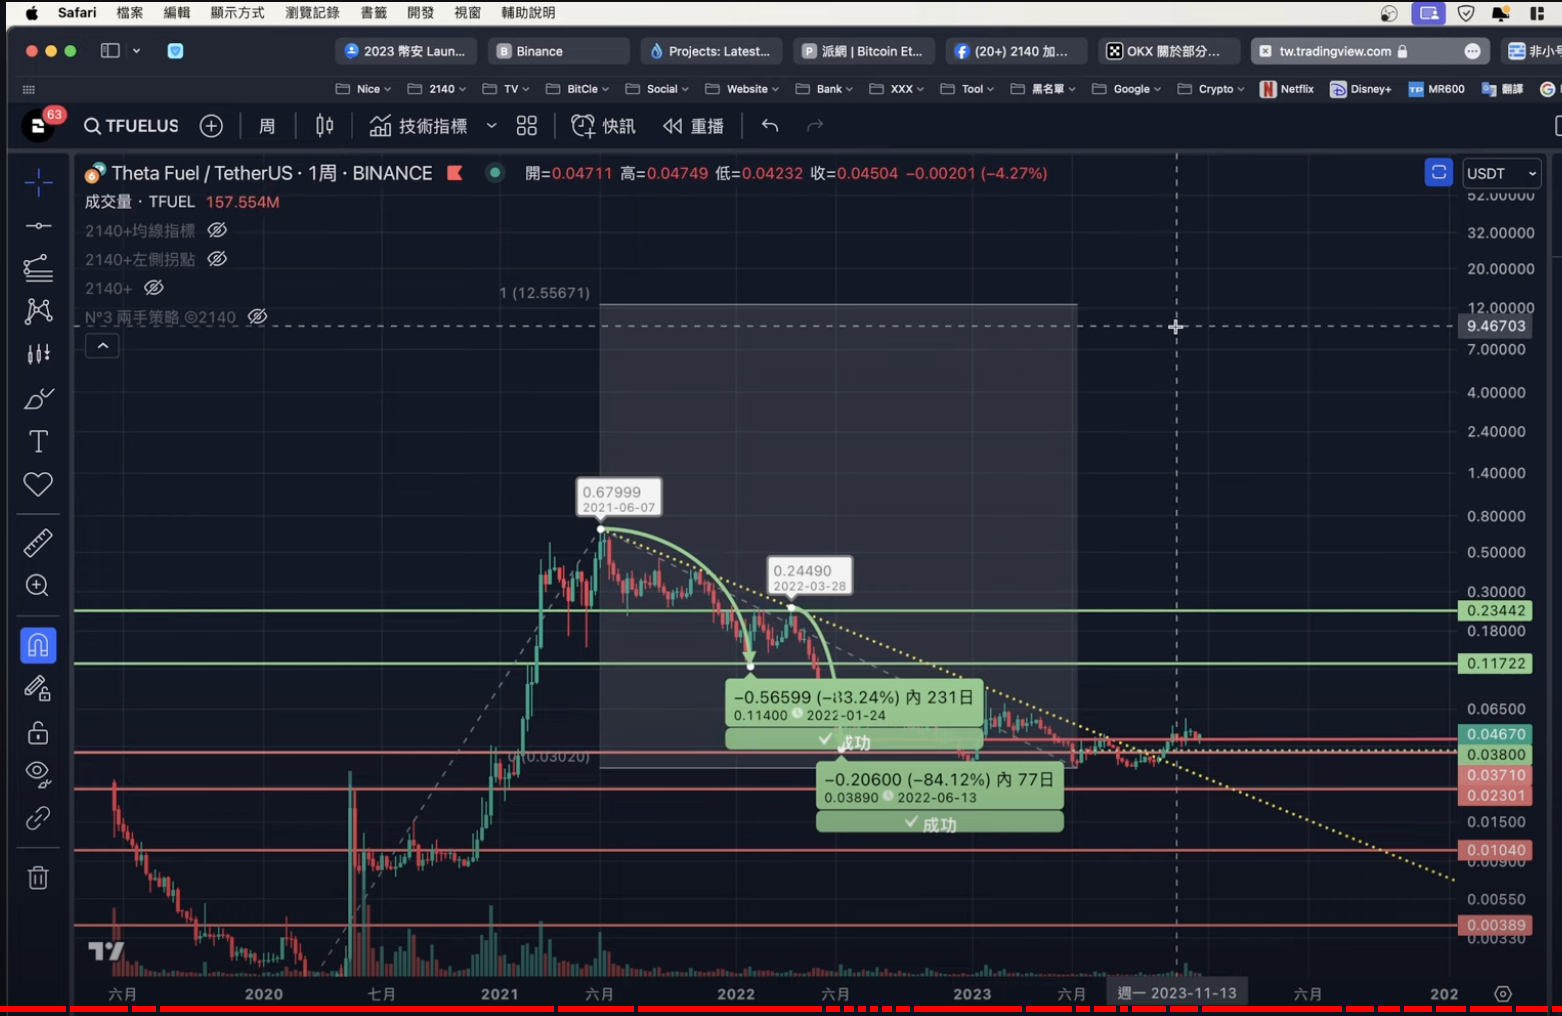 Safari 檔案 編輯 顯示方式 瀏覽記錄 書籤 開發 視窗 輔助說明
2023 幣安 Laun... Binance Projects: Latest... 派網 | Bitcoin Et... (20+) 2140 加... OKX 關於部分... tw.tradingview.com 非小
Nice 2140 TV BitCle Social Website Bank XXX Tool 黑名單 Google Crypto Netflix Disney+ MR600 翻譯
63
TFUELUS 周 技術指標 快訊 重播
Theta Fuel / TetherUS · 1周 · BINANCE 開=0.04711 高=0.04749 低=0.04232 收=0.04504 −0.00201 (−4.27%) USDT
成交量 · TFUEL 157.554M
2140+均線指標
2140+左側拐點
2140+
N°3 兩手策略 ©2140
1 (12.55671)
52.00000
32.00000
20.00000
12.00000
9.46703
7.00000
4.00000
2.40000
1.40000
0.80000
0.50000
0.30000
0.23442
0.18000
0.11722
0.06500
0.04670
0.03800
0.03710
0.02301
0.01500
0.01040
0.00900
0.00550
0.00389
0.00330
0.67999
2021-06-07
0.24490
2022-03-28
−0.56599 (−83.24%) 內 231日
0.11400 2022-01-24
成功
0 (0.03020)
−0.20600 (−84.12%) 內 77日
0.03890 2022-06-13
成功
六月 2020 七月 2021 六月 2022 六月 2023 六月 週一 2023-11-13 六月 202